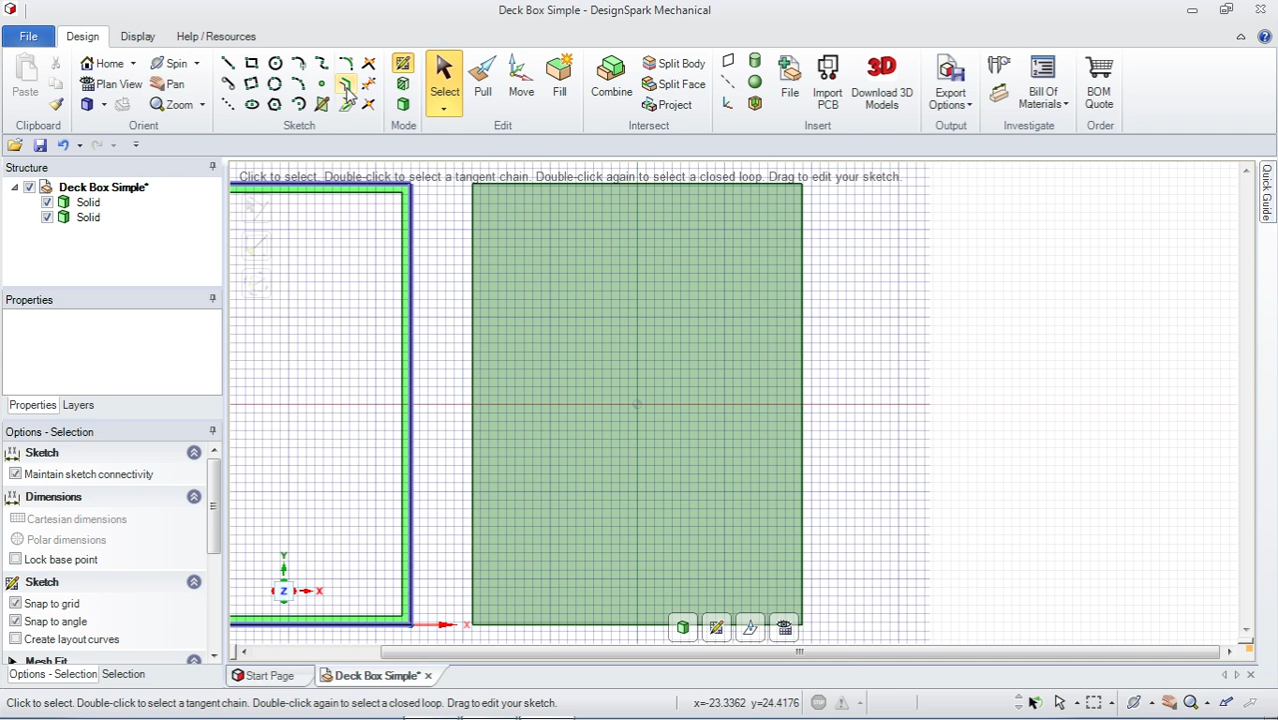 Deck Box Simple - DesignSpark Mechanical
File
Design
Display
Help / Resources
Paste
Home
Spin
Plan View
Pan
Zoom
Select
Pull
Move
Fill
Combine
Split Body
Split Face
Project
File
Import PCB
Download 3D Models
3D
Export Options
Bill Of Materials
BOM Quote
Clipboard
Orient
Sketch
Mode
Edit
Intersect
Insert
Output
Investigate
Order
Structure
Deck Box Simple*
Solid
Solid
Properties
Properties
Layers
Options - Selection
Sketch
Maintain sketch connectivity
Dimensions
Cartesian dimensions
Polar dimensions
Lock base point
Sketch
Snap to grid
Snap to angle
Create layout curves
Mesh Fit
Options - Selection
Selection
Click to select. Double-click to select a tangent chain. Double-click again to select a closed loop. Drag to edit your sketch.
Y
Z
X
X
Quick Guide
Start Page
Deck Box Simple*
Click to select. Double-click to select a tangent chain. Double-click again to select a closed loop. Drag to edit your sketch.
x=-23.3362 y=24.4176